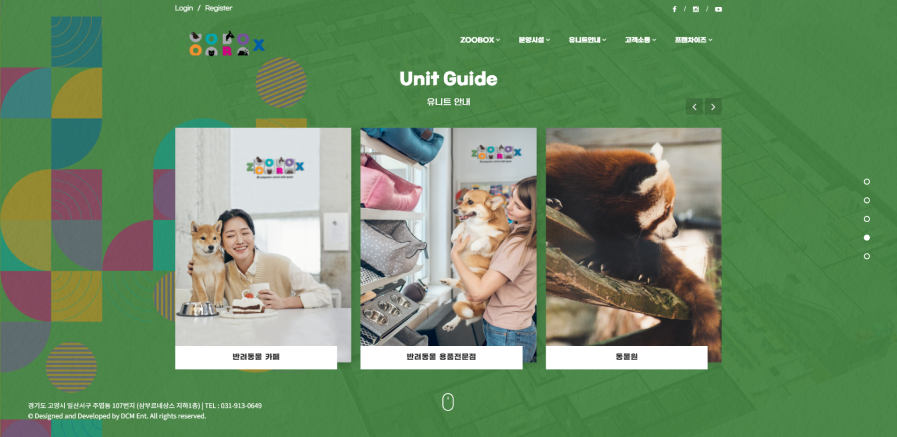 Login / Register
ZOOBOX
ZOOBOX 분양시설 유니트안내 고객소통 프랜차이즈
Unit Guide
유니트 안내
ZOOBOX
ZOOBOX
반려동물 카페
반려동물 용품전문점
동물원
경기도 고양시 일산서구 주엽동 107번지 (삼부르네상스 지하1층) | TEL : 031-913-0649
© Designed and Developed by DCM Ent. All rights reserved.